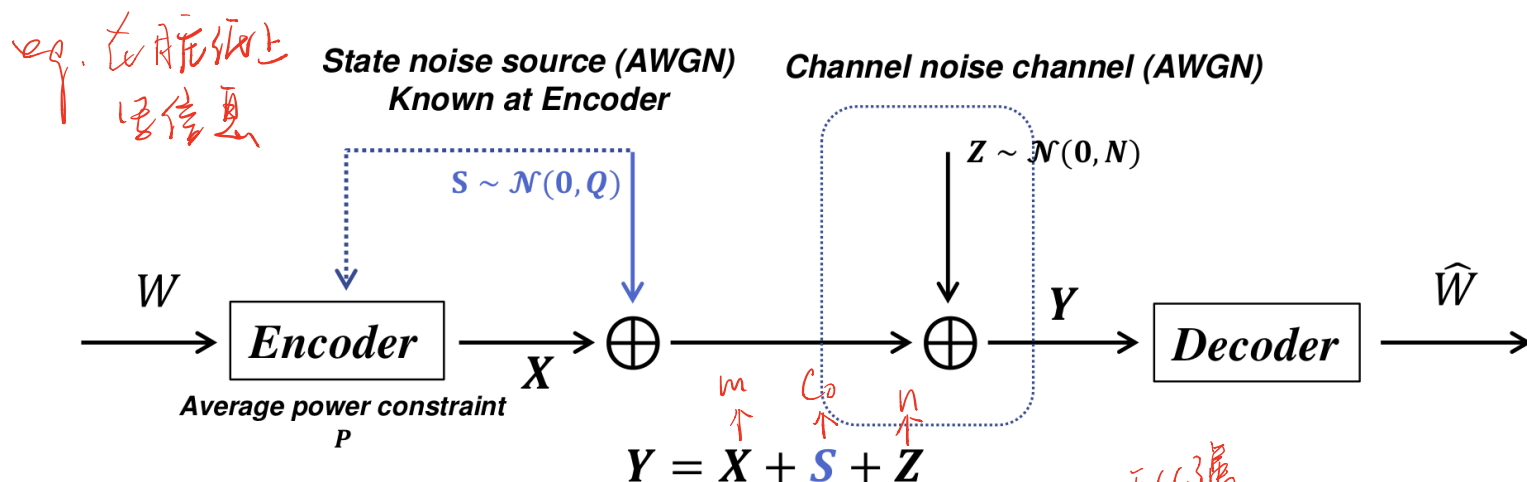 eg. 在脏纸上
写信息
State noise source (AWGN)
Known at Encoder
Channel noise channel (AWGN)
S ~ 𝒩(0, Q)
Z ~ 𝒩(0, N)
W
Encoder
X
Y
Decoder
Ŵ
Average power constraint
P
m C₀ n
Y = X + S + Z